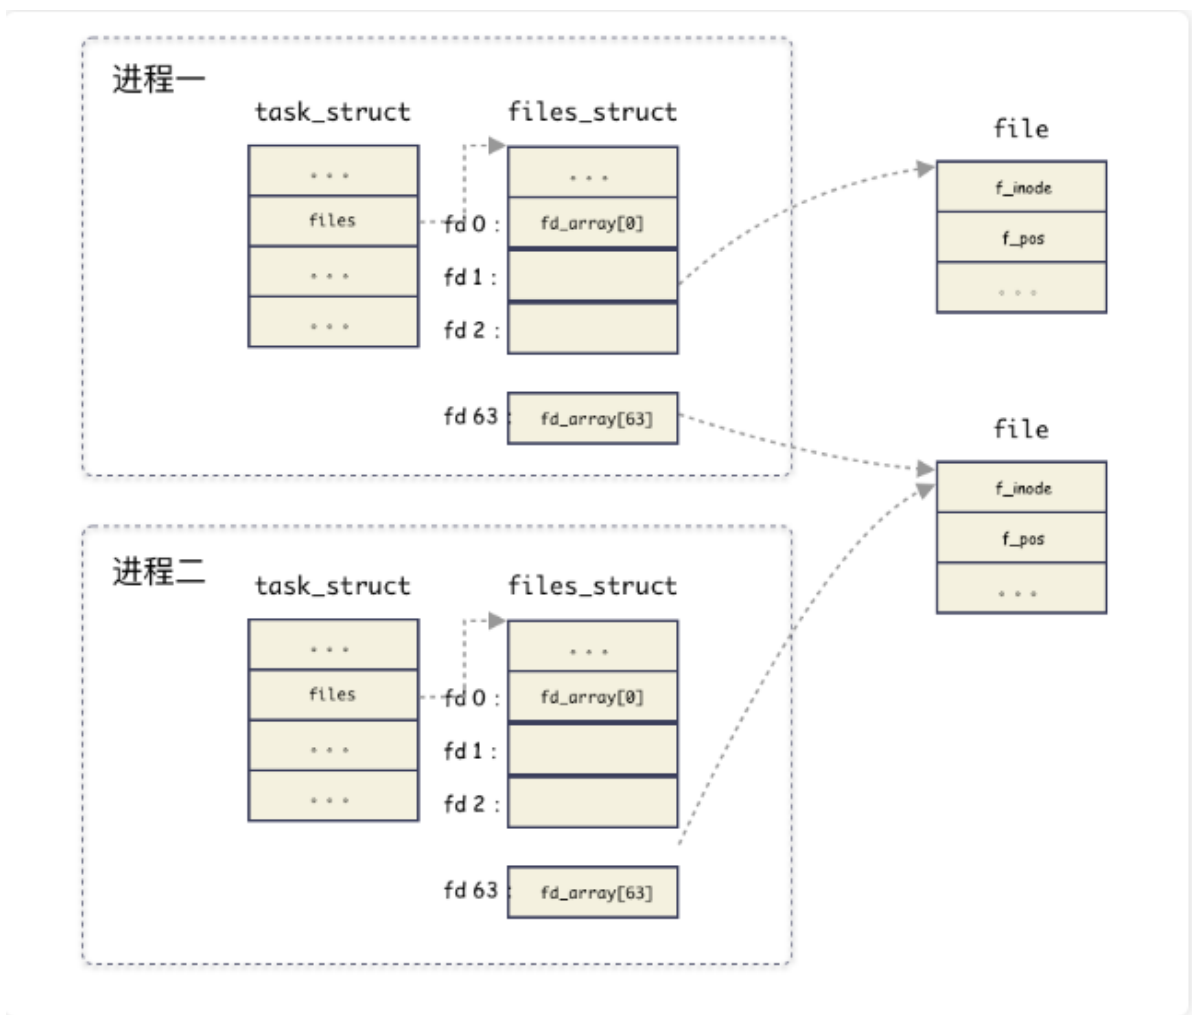 进程一
task_struct
files_struct
file
...
...
f_inode
files
fd 0 :
fd_array[0]
f_pos
...
fd 1 :
...
...
fd 2 :
fd 63 :
fd_array[63]
file
f_inode
f_pos
...
进程二
task_struct
files_struct
...
...
files
fd 0 :
fd_array[0]
...
fd 1 :
...
fd 2 :
fd 63 :
fd_array[63]